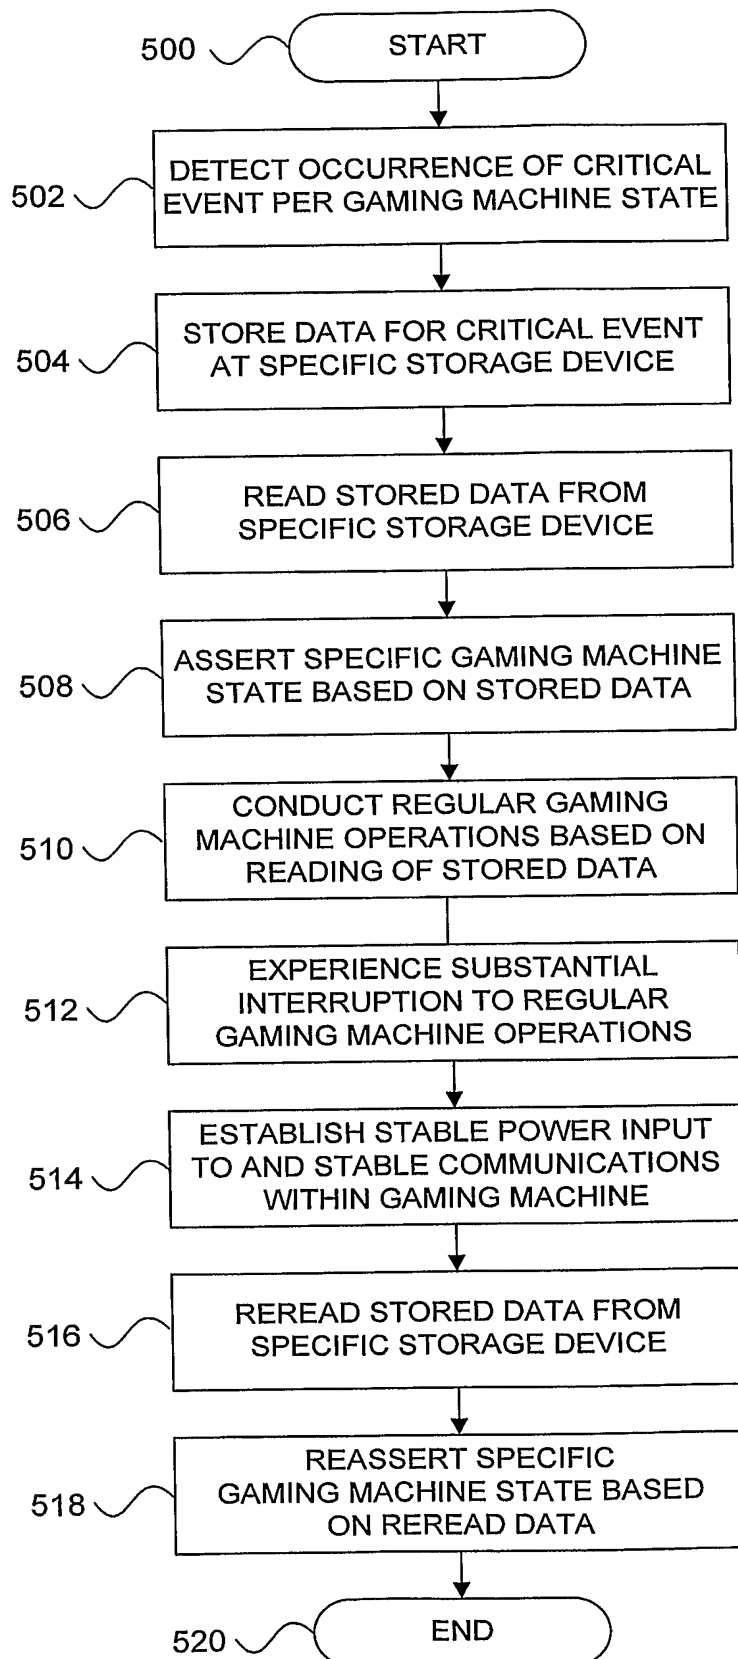 500
START
502
DETECT OCCURRENCE OF CRITICAL
EVENT PER GAMING MACHINE STATE
504
STORE DATA FOR CRITICAL EVENT
AT SPECIFIC STORAGE DEVICE
506
READ STORED DATA FROM
SPECIFIC STORAGE DEVICE
508
ASSERT SPECIFIC GAMING MACHINE
STATE BASED ON STORED DATA
510
CONDUCT REGULAR GAMING
MACHINE OPERATIONS BASED ON
READING OF STORED DATA
512
EXPERIENCE SUBSTANTIAL
INTERRUPTION TO REGULAR
GAMING MACHINE OPERATIONS
514
ESTABLISH STABLE POWER INPUT
TO AND STABLE COMMUNICATIONS
WITHIN GAMING MACHINE
516
REREAD STORED DATA FROM
SPECIFIC STORAGE DEVICE
518
REASSERT SPECIFIC
GAMING MACHINE STATE BASED
ON REREAD DATA
520
END